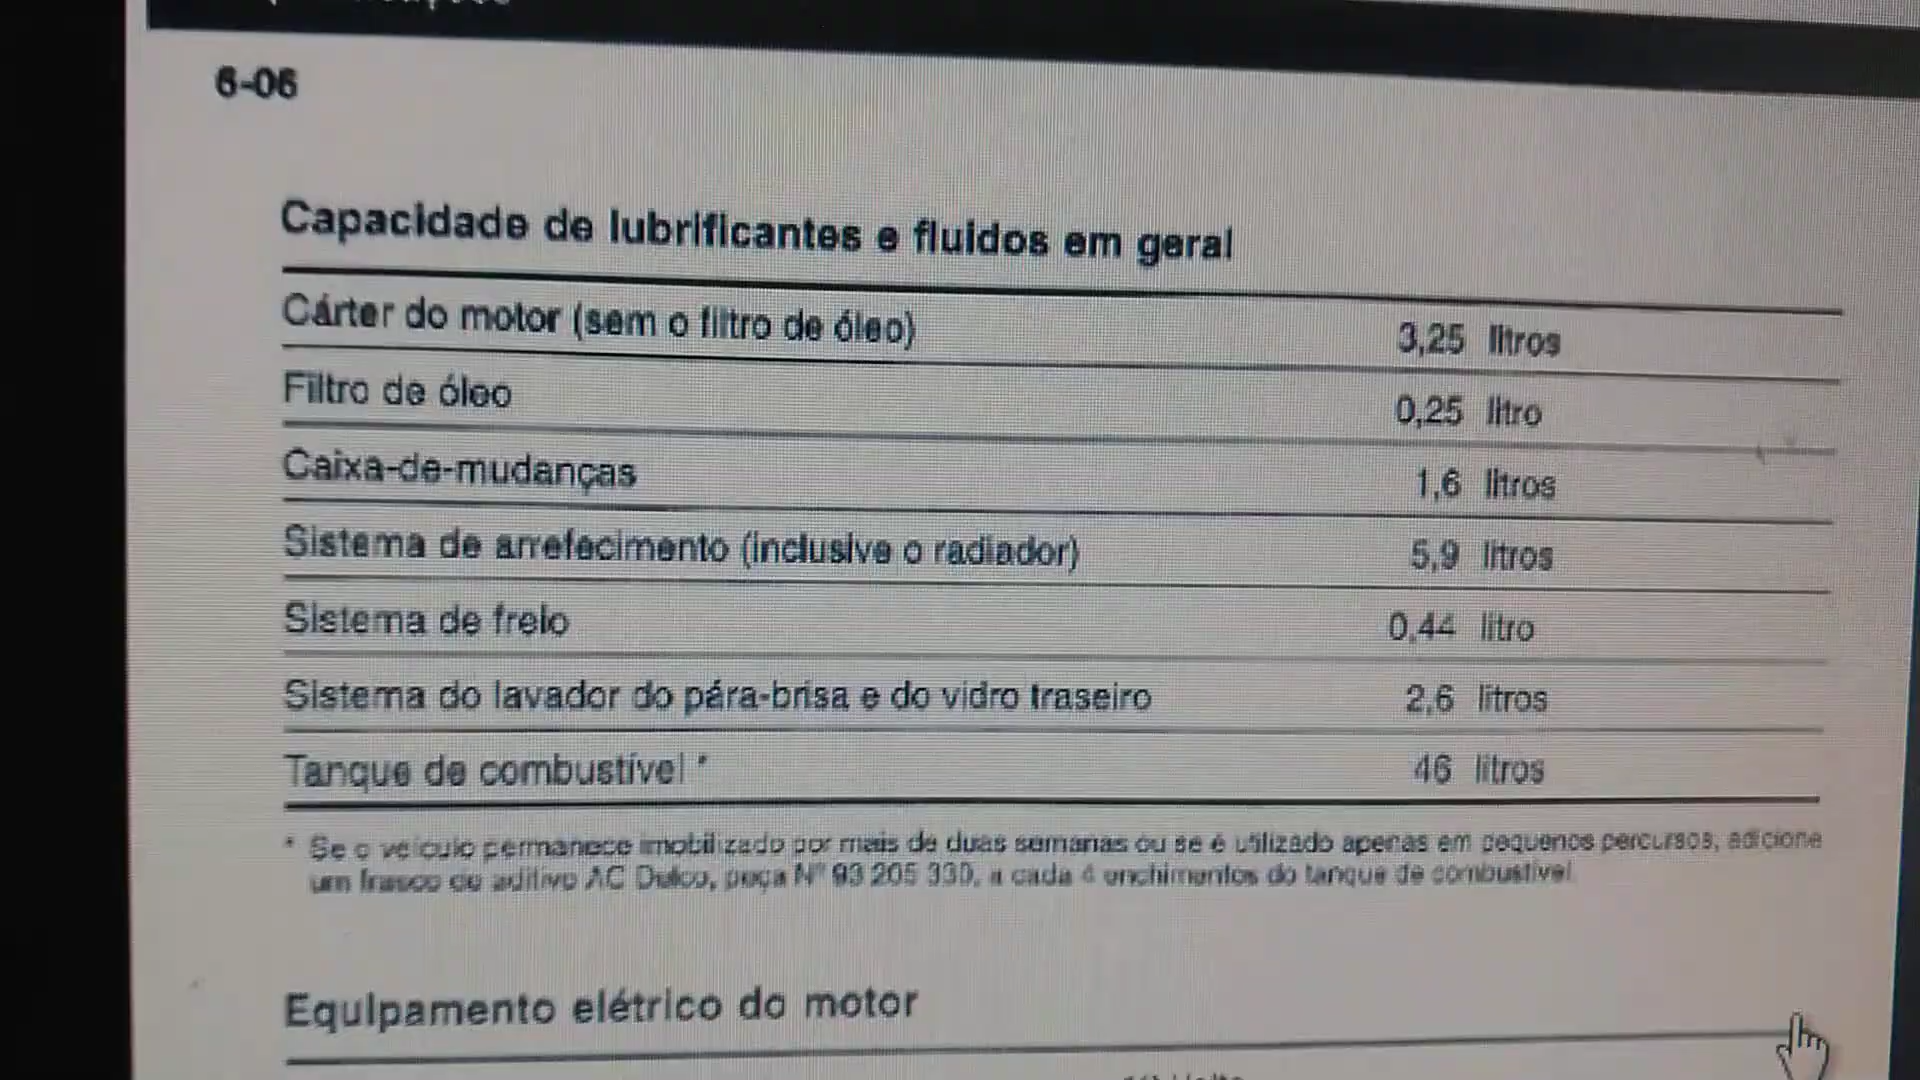 6-06
Capacidade de lubrificantes e fluidos em geral
Cárter do motor (sem o filtro de óleo) 3,25 litros
Filtro de óleo 0,25 litro
Caixa-de-mudanças 1,6 litros
Sistema de arrefecimento (inclusive o radiador) 5,9 litros
Sistema de freio 0,44 litro
Sistema do lavador do pára-brisa e do vidro traseiro 2,6 litros
Tanque de combustível * 46 litros
* Se o veículo permanece imobilizado por mais de duas semanas ou se é utilizado apenas em pequenos percursos, adicione
um frasco de aditivo AC Delco, peça Nº 93 205 330, a cada 4 enchimentos do tanque de combustível
Equipamento elétrico do motor